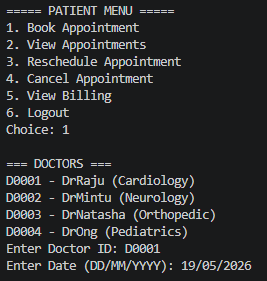 ===== PATIENT MENU =====
1. Book Appointment
2. View Appointments
3. Reschedule Appointment
4. Cancel Appointment
5. View Billing
6. Logout
Choice: 1
=== DOCTORS ===
D0001 - DrRaju (Cardiology)
D0002 - DrMintu (Neurology)
D0003 - DrNatasha (Orthopedic)
D0004 - DrOng (Pediatrics)
Enter Doctor ID: D0001
Enter Date (DD/MM/YYYY): 19/05/2026